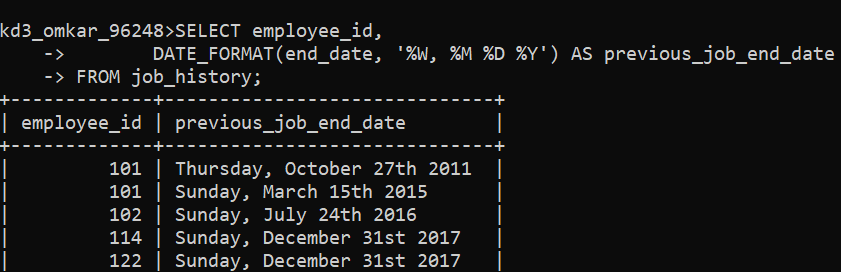 kd3_omkar_96248>SELECT employee_id,
    ->        DATE_FORMAT(end_date, '%W, %M %D %Y') AS previous_job_end_date
    -> FROM job_history;
+-------------+------------------------------+
| employee_id | previous_job_end_date        |
+-------------+------------------------------+
|         101 | Thursday, October 27th 2011  |
|         101 | Sunday, March 15th 2015      |
|         102 | Sunday, July 24th 2016       |
|         114 | Sunday, December 31st 2017   |
|         122 | Sunday, December 31st 2017   |